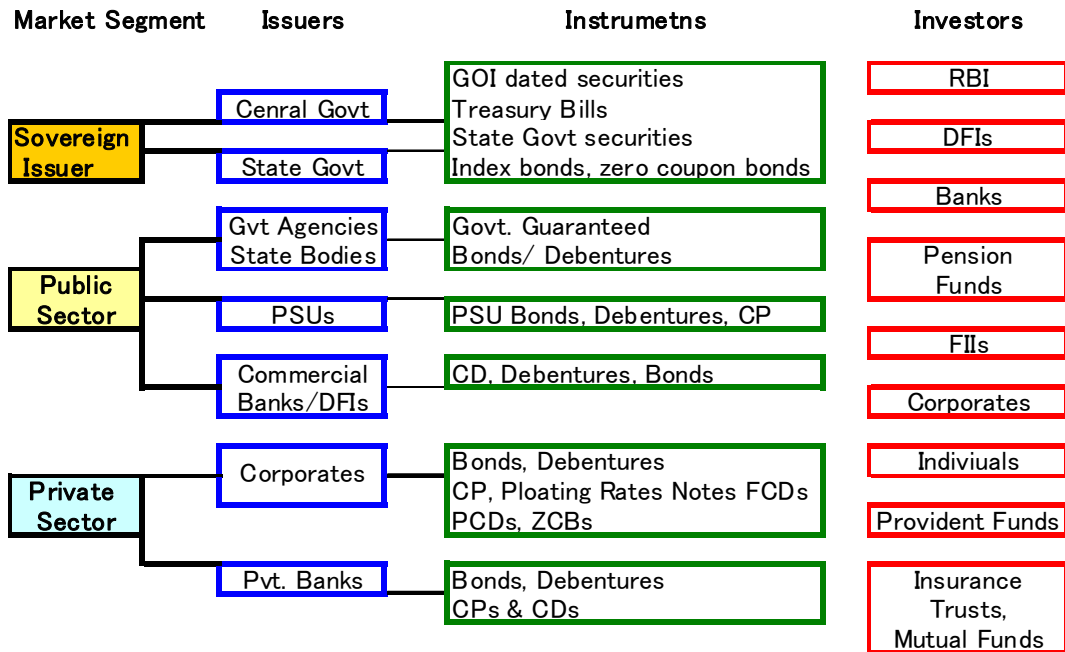 Market Segment
Issuers
Instrumetns
Investors
Sovereign
Issuer
Cenral Govt
State Govt
GOI dated securities
Treasury Bills
State Govt securities
Index bonds, zero coupon bonds
Public
Sector
Gvt Agencies
State Bodies
Govt. Guaranteed
Bonds/ Debentures
PSUs
PSU Bonds, Debentures, CP
Commercial
Banks/DFIs
CD, Debentures, Bonds
Private
Sector
Corporates
Bonds, Debentures
CP, Ploating Rates Notes FCDs
PCDs, ZCBs
Pvt. Banks
Bonds, Debentures
CPs & CDs
RBI
DFIs
Banks
Pension
Funds
FIIs
Corporates
Indiviuals
Provident Funds
Insurance
Trusts,
Mutual Funds